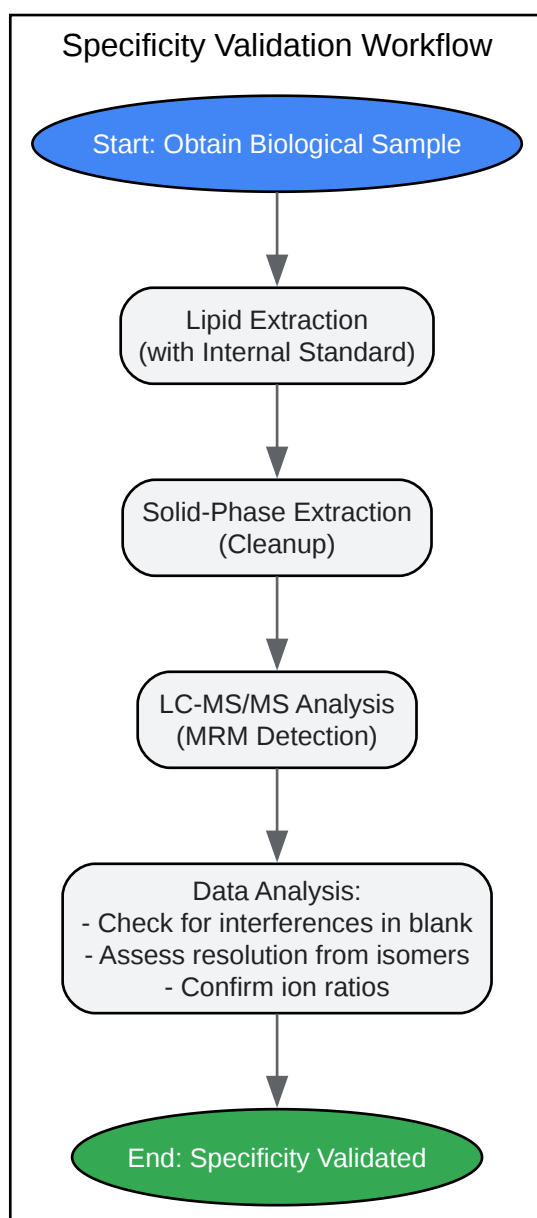 Specificity Validation Workflow
Start: Obtain Biological Sample
Lipid Extraction
(with Internal Standard)
Solid-Phase Extraction
(Cleanup)
LC-MS/MS Analysis
(MRM Detection)
Data Analysis:
- Check for interferences in blank
- Assess resolution from isomers
- Confirm ion ratios
End: Specificity Validated